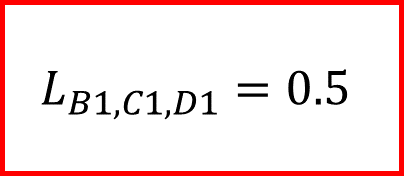 L_{B1,C1,D1} = 0.5